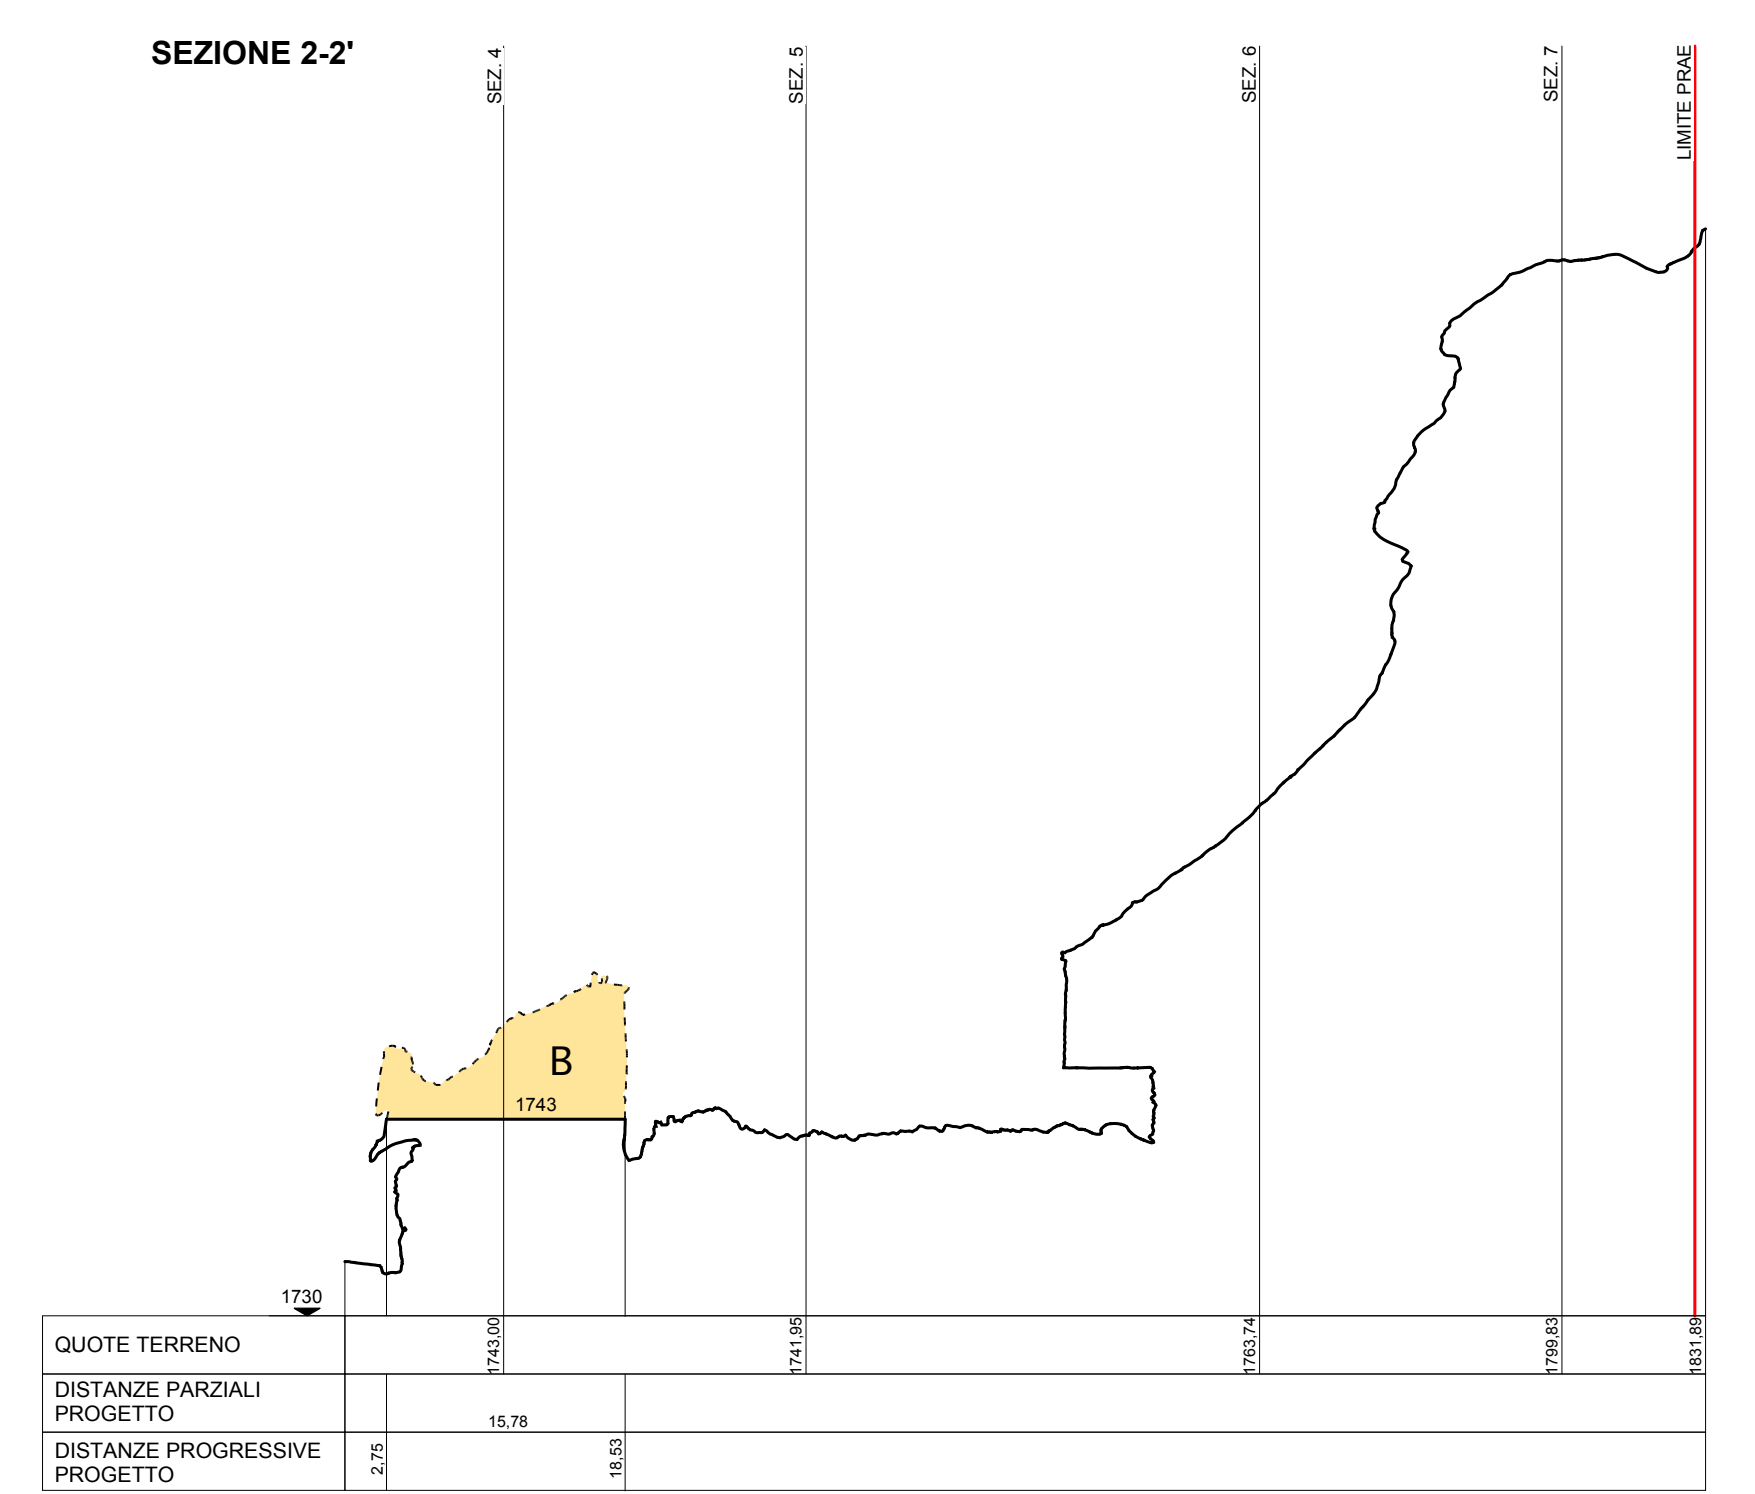 SEZIONE 2-2'
SEZ. 4
SEZ. 5
SEZ. 6
SEZ. 7
LIMITE PRAE
B
1743
1730
QUOTE TERRENO
1743,00
1741,95
1763,74
1799,83
1831,89
DISTANZE PARZIALI
PROGETTO
15,78
DISTANZE PROGRESSIVE
PROGETTO
2,75
18,53